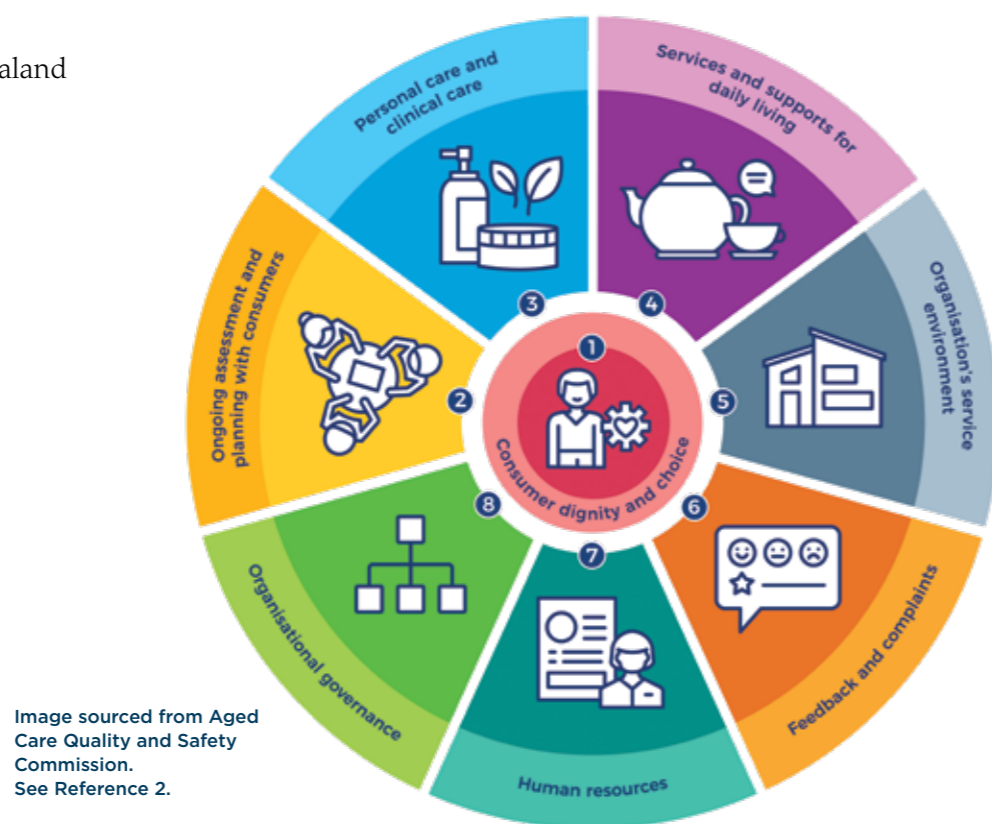 ealand
Personal care and
clinical care
Services and supports for
daily living
Ongoing assessment and
planning with consumers
Organisation's service
environment
3
4
1
2
5
Consumer dignity and choice
8
6
7
Organisational governance
Feedback and complaints
Human resources
Image sourced from Aged
Care Quality and Safety
Commission.
See Reference 2.